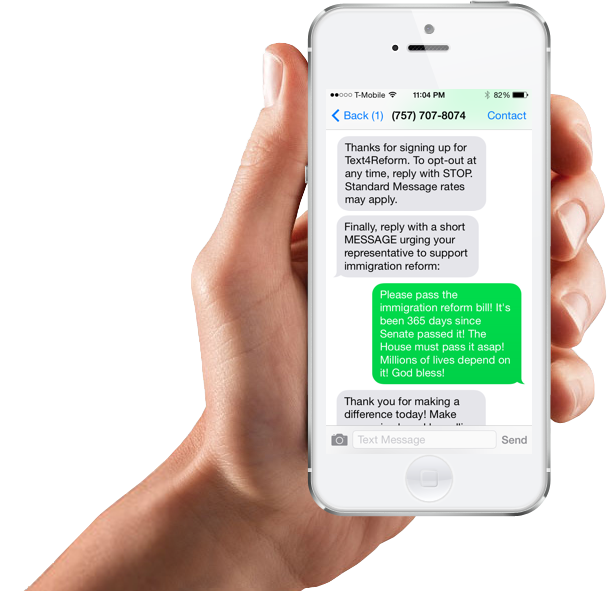 T-Mobile 11:04 PM 82%
Back (1) (757) 707-8074 Contact
Thanks for signing up for
Text4Reform. To opt-out at
any time, reply with STOP.
Standard Message rates
may apply.
Finally, reply with a short
MESSAGE urging your
representative to support
immigration reform:
Please pass the
immigration reform bill! It's
been 365 days since
Senate passed it! The
House must pass it asap!
Millions of lives depend on
it! God bless!
Thank you for making a
difference today! Make
Text Message Send